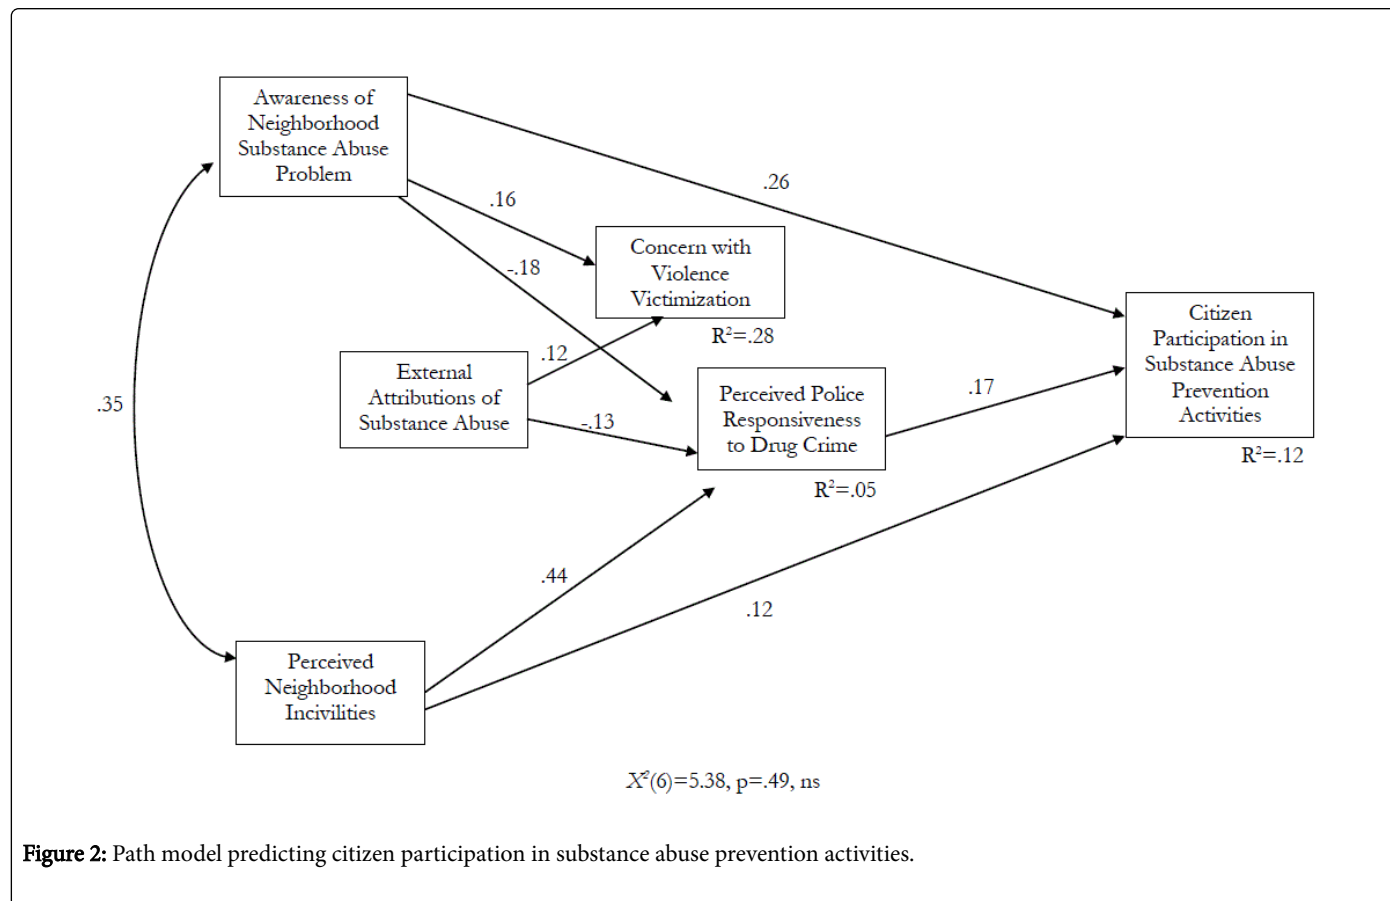 Awareness of
Neighborhood
Substance Abuse
Problem
.26
.16
Concern with
Violence
Victimization
-.18
R²=.28
Citizen
Participation in
Substance Abuse
Prevention
Activities
R²=.12
.12
External
Attributions of
Substance Abuse
.35
Perceived Police
Responsiveness
to Drug Crime
.17
-.13
R²=.05
.44
.12
Perceived
Neighborhood
Incivilities
X²(6)=5.38, p=.49, ns
Figure 2: Path model predicting citizen participation in substance abuse prevention activities.